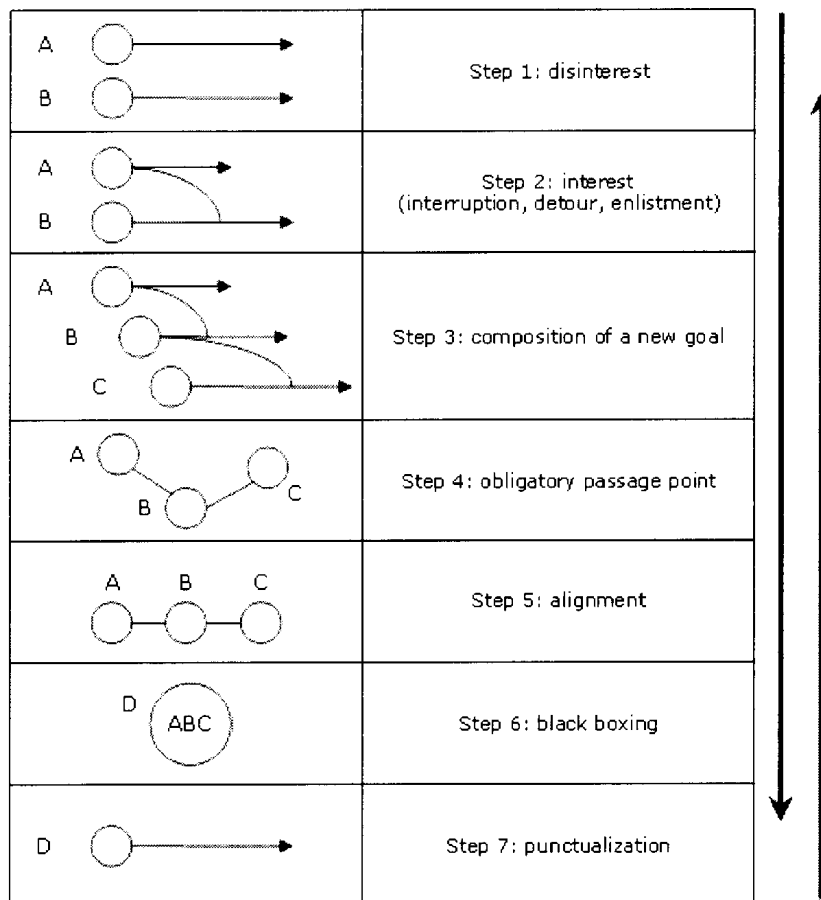 A
B
Step 1: disinterest
A
B
Step 2: interest
(interruption, detour, enlistment)
A
B
C
Step 3: composition of a new goal
A
B
C
Step 4: obligatory passage point
A B C
Step 5: alignment
D
ABC
Step 6: black boxing
D
Step 7: punctualization